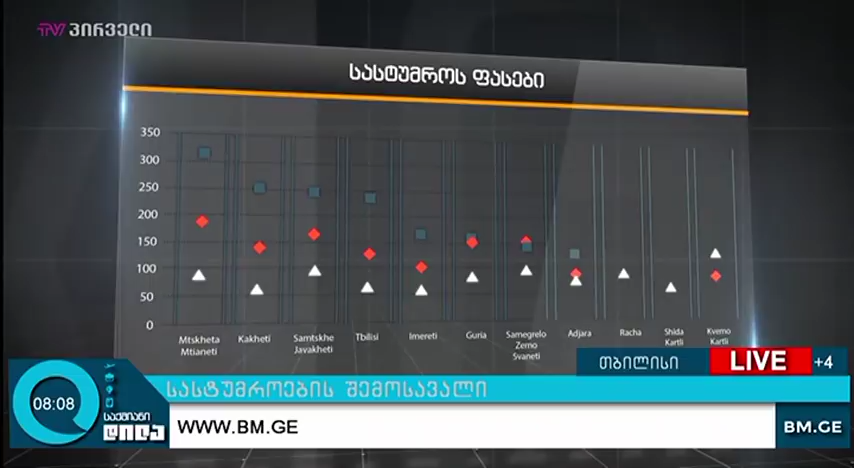 TV ᲞᲘᲠᲕᲔᲚᲘ
ᲡᲐᲡᲢᲣᲛᲠᲝᲡ ᲤᲐᲡᲔᲑᲘ
350
300
250
200
150
100
50
0
Mtskheta Mtianeti
Kakheti
Samtskhe Javakheti
Tbilisi
Imereti
Guria
Samegrelo Zemo Svaneti
Adjara
Racha
Shida Kartli
Kvemo Kartli
ᲗᲑᲘᲚᲘᲡᲘ
LIVE
+4
ᲡᲐᲡᲢᲣᲛᲠᲝᲔᲑᲘᲡ ᲨᲔᲛᲝᲡᲐᲕᲐᲚᲘ
08:08
ᲡᲐᲥᲛᲘᲐᲜᲘ
ᲓᲘᲚᲐ
WWW.BM.GE
BM.GE